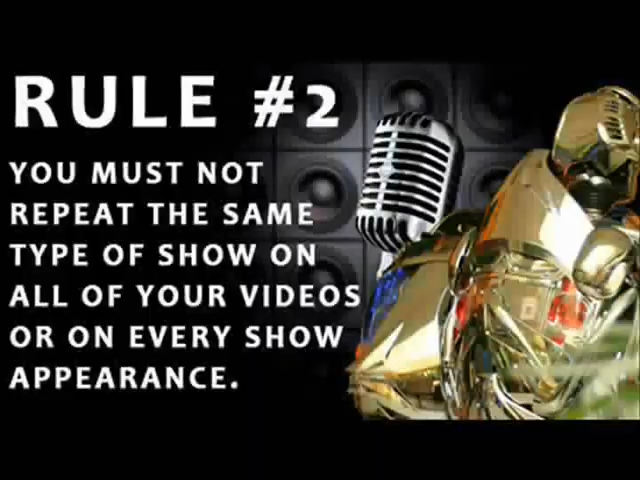 RULE #2
YOU MUST NOT
REPEAT THE SAME
TYPE OF SHOW ON
ALL OF YOUR VIDEOS
OR ON EVERY SHOW
APPEARANCE.